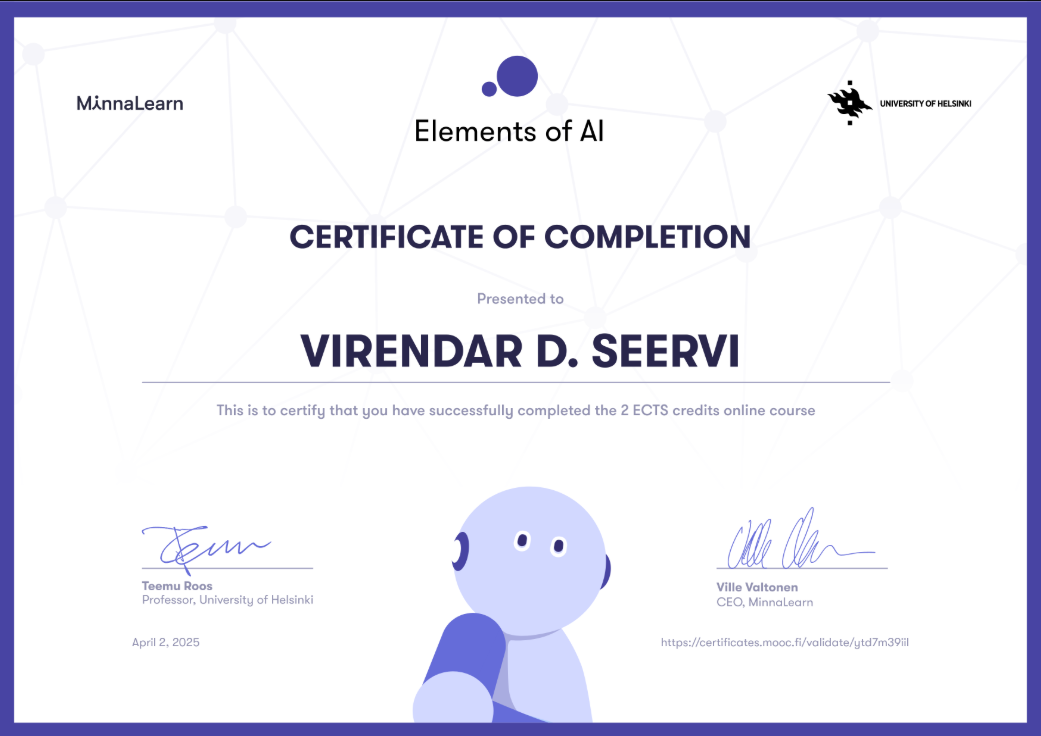 MinnaLearn
Elements of AI
UNIVERSITY OF HELSINKI
CERTIFICATE OF COMPLETION
Presented to
VIRENDAR D. SEERVI
This is to certify that you have successfully completed the 2 ECTS credits online course
Teemu Roos
Professor, University of Helsinki
April 2, 2025
Ville Valtonen
CEO, MinnaLearn
https://certificates.mooc.fi/validate/ytd7m39iil